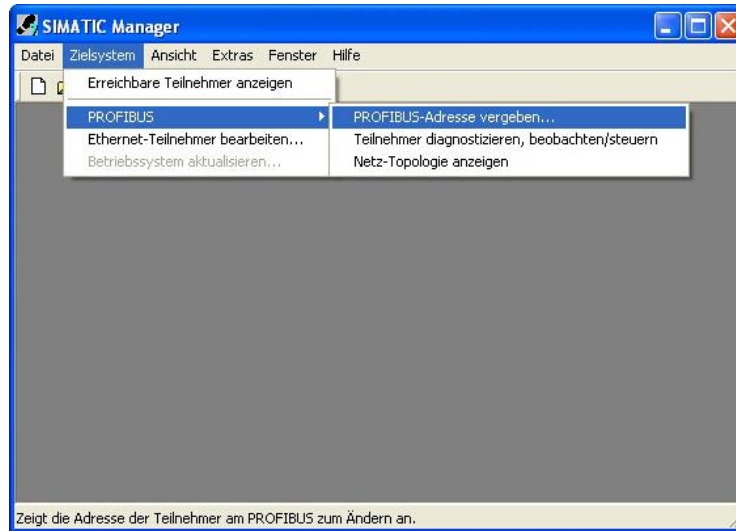 SIMATIC Manager
Datei Zielsystem Ansicht Extras Fenster Hilfe
Erreichbare Teilnehmer anzeigen
PROFIBUS
Ethernet-Teilnehmer bearbeiten...
Betriebssystem aktualisieren...
PROFIBUS-Adresse vergeben...
Teilnehmer diagnostizieren, beobachten/steuern
Netz-Topologie anzeigen
Zeigt die Adresse der Teilnehmer am PROFIBUS zum Ändern an.